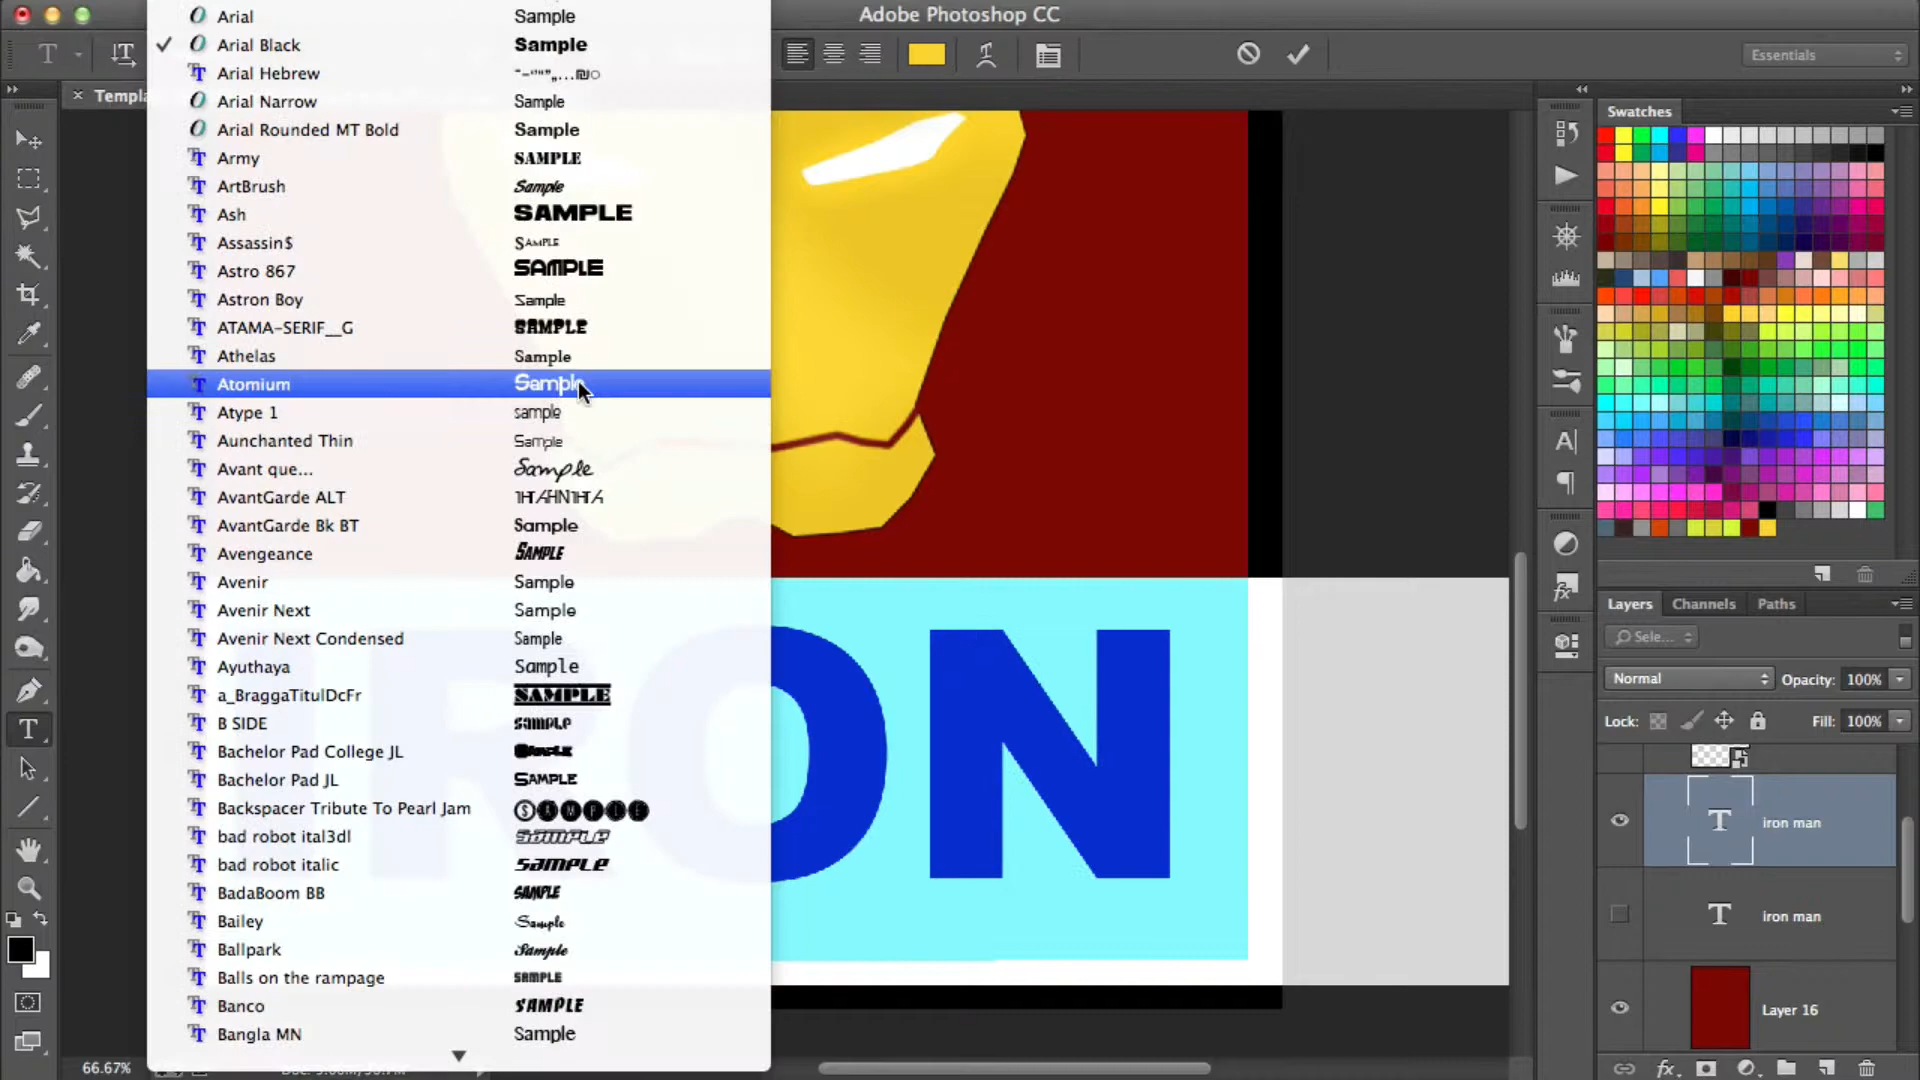 Adobe Photoshop CC
Essentials
Templa
Arial Sample
Arial Black Sample
Arial Hebrew
Arial Narrow Sample
Arial Rounded MT Bold Sample
Army SAMPLE
ArtBrush Sample
Ash SAMPLE
Assassin$ SAMPLE
Astro 867 SAMPLE
Astron Boy Sample
ATAMA-SERIF__G SAMPLE
Athelas Sample
Atomium Sample
Atype 1 sample
Aunchanted Thin Sample
Avant que... Sample
AvantGarde ALT
AvantGarde Bk BT Sample
Avengeance SAMPLE
Avenir Sample
Avenir Next Sample
Avenir Next Condensed Sample
Ayuthaya Sample
a_BraggaTitulDcFr SAMPLE
B SIDE sample
Bachelor Pad College JL Sample
Bachelor Pad JL SAMPLE
Backspacer Tribute To Pearl Jam SAMPLE
bad robot ital3dl SAMPLE
bad robot italic SAMPLE
BadaBoom BB SAMPLE
Bailey Sample
Ballpark Sample
Balls on the rampage SAMPLE
Banco SAMPLE
Bangla MN Sample
IRON
66.67%
Swatches
Layers Channels Paths
Sele...
Normal Opacity: 100%
Lock: Fill: 100%
iron man
iron man
Layer 16